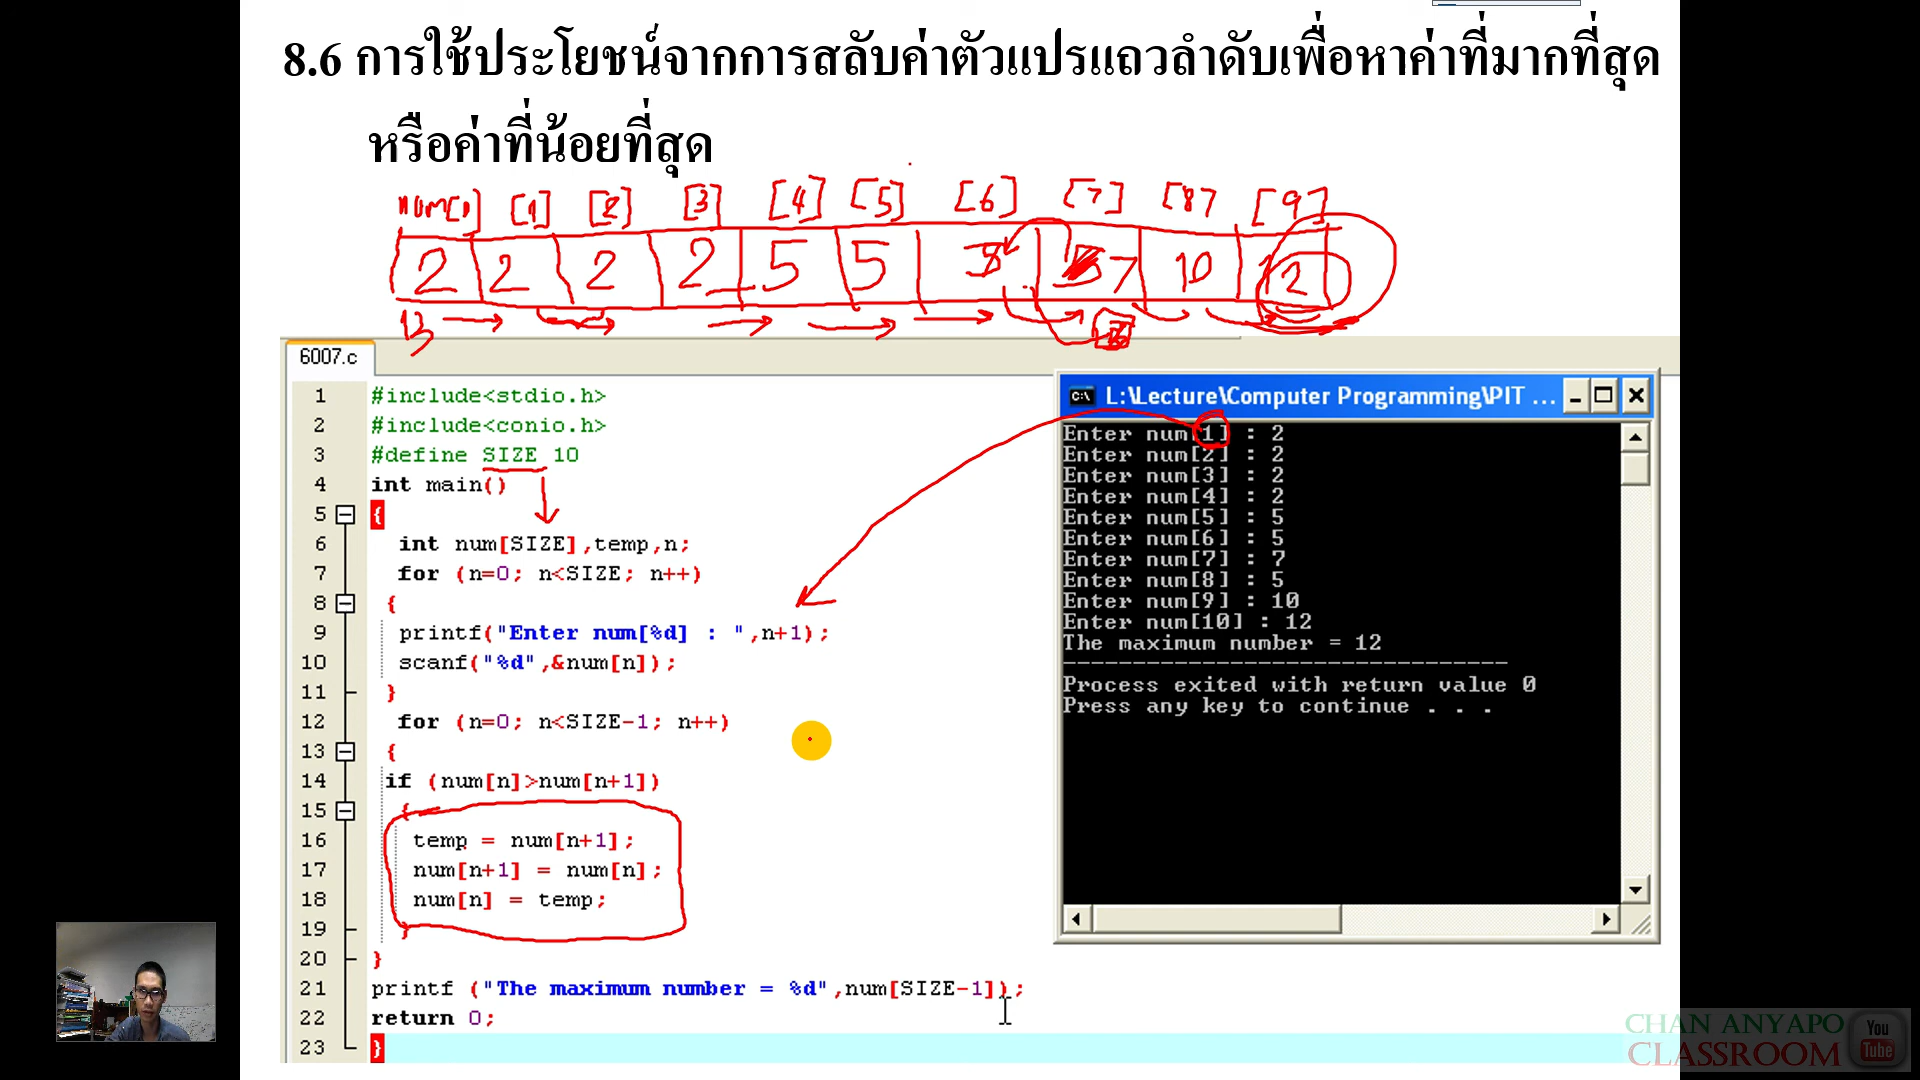 8.6 การใช้ประโยชน์จากการสลับค่าตัวแปรแถวลำดับเพื่อหาค่าที่มากที่สุด
หรือค่าที่น้อยที่สุด
[1] [2] [3] [4] [5] [6] [7] [8] [9]
2 2 2 2 5 5 7 10 12
6007.c
1 #include<stdio.h>
2 #include<conio.h>
3 #define SIZE 10
4 int main()
5 {
6 int num[SIZE],temp,n;
7 for (n=0; n<SIZE; n++)
8 {
9 printf("Enter num[%d] : ",n+1);
10 scanf("%d",&num[n]);
11 }
12 for (n=0; n<SIZE-1; n++)
13 {
14 if (num[n]>num[n+1])
15 {
16 temp = num[n+1];
17 num[n+1] = num[n];
18 num[n] = temp;
19 }
20 }
21 printf ("The maximum number = %d",num[SIZE-1]);
22 return 0;
23 }
C:\ L:\Lecture\Computer Programming\PIT ...
Enter num[1] : 2
Enter num[2] : 2
Enter num[3] : 2
Enter num[4] : 2
Enter num[5] : 5
Enter num[6] : 5
Enter num[7] : 7
Enter num[8] : 5
Enter num[9] : 10
Enter num[10] : 12
The maximum number = 12
--------------------------------
Process exited with return value 0
Press any key to continue . . .
CHAN ANYAPO
CLASSROOM
You
Tube